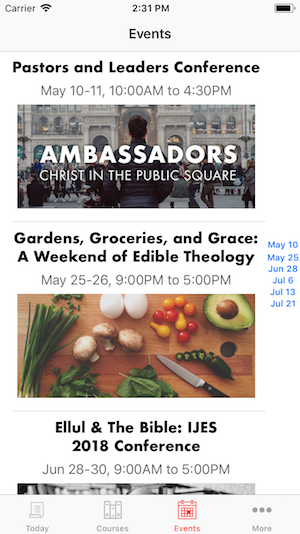 Carrier 2:31 PM
Events
Pastors and Leaders Conference
May 10-11, 10:00AM to 4:30PM
AMBASSADORS
CHRIST IN THE PUBLIC SQUARE
Gardens, Groceries, and Grace:
A Weekend of Edible Theology
May 25-26, 9:00PM to 5:00PM
Ellul & The Bible: IJES
2018 Conference
Jun 28-30, 9:00AM to 5:00PM
May 10
May 25
Jun 28
Jul 6
Jul 13
Jul 21
Today
Courses
Events
More